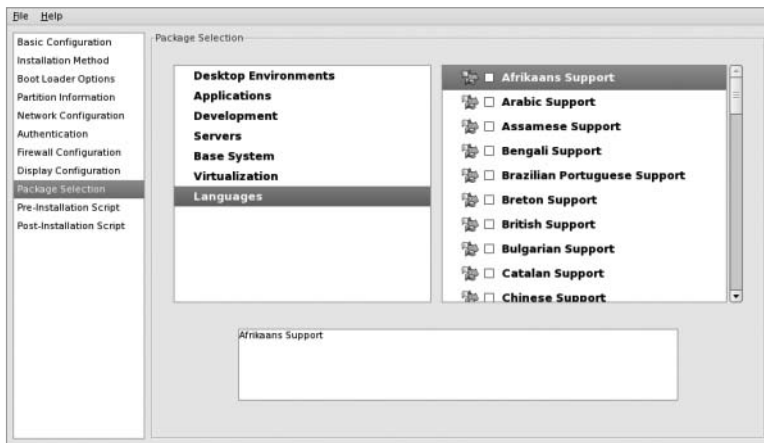 File Help
Basic Configuration
Installation Method
Boot Loader Options
Partition Information
Network Configuration
Authentication
Firewall Configuration
Display Configuration
Package Selection
Pre-Installation Script
Post-Installation Script
Package Selection
Desktop Environments
Applications
Development
Servers
Base System
Virtualization
Languages
Afrikaans Support
Arabic Support
Assamese Support
Bengali Support
Brazilian Portuguese Support
Breton Support
British Support
Bulgarian Support
Catalan Support
Chinese Support
Afrikaans Support